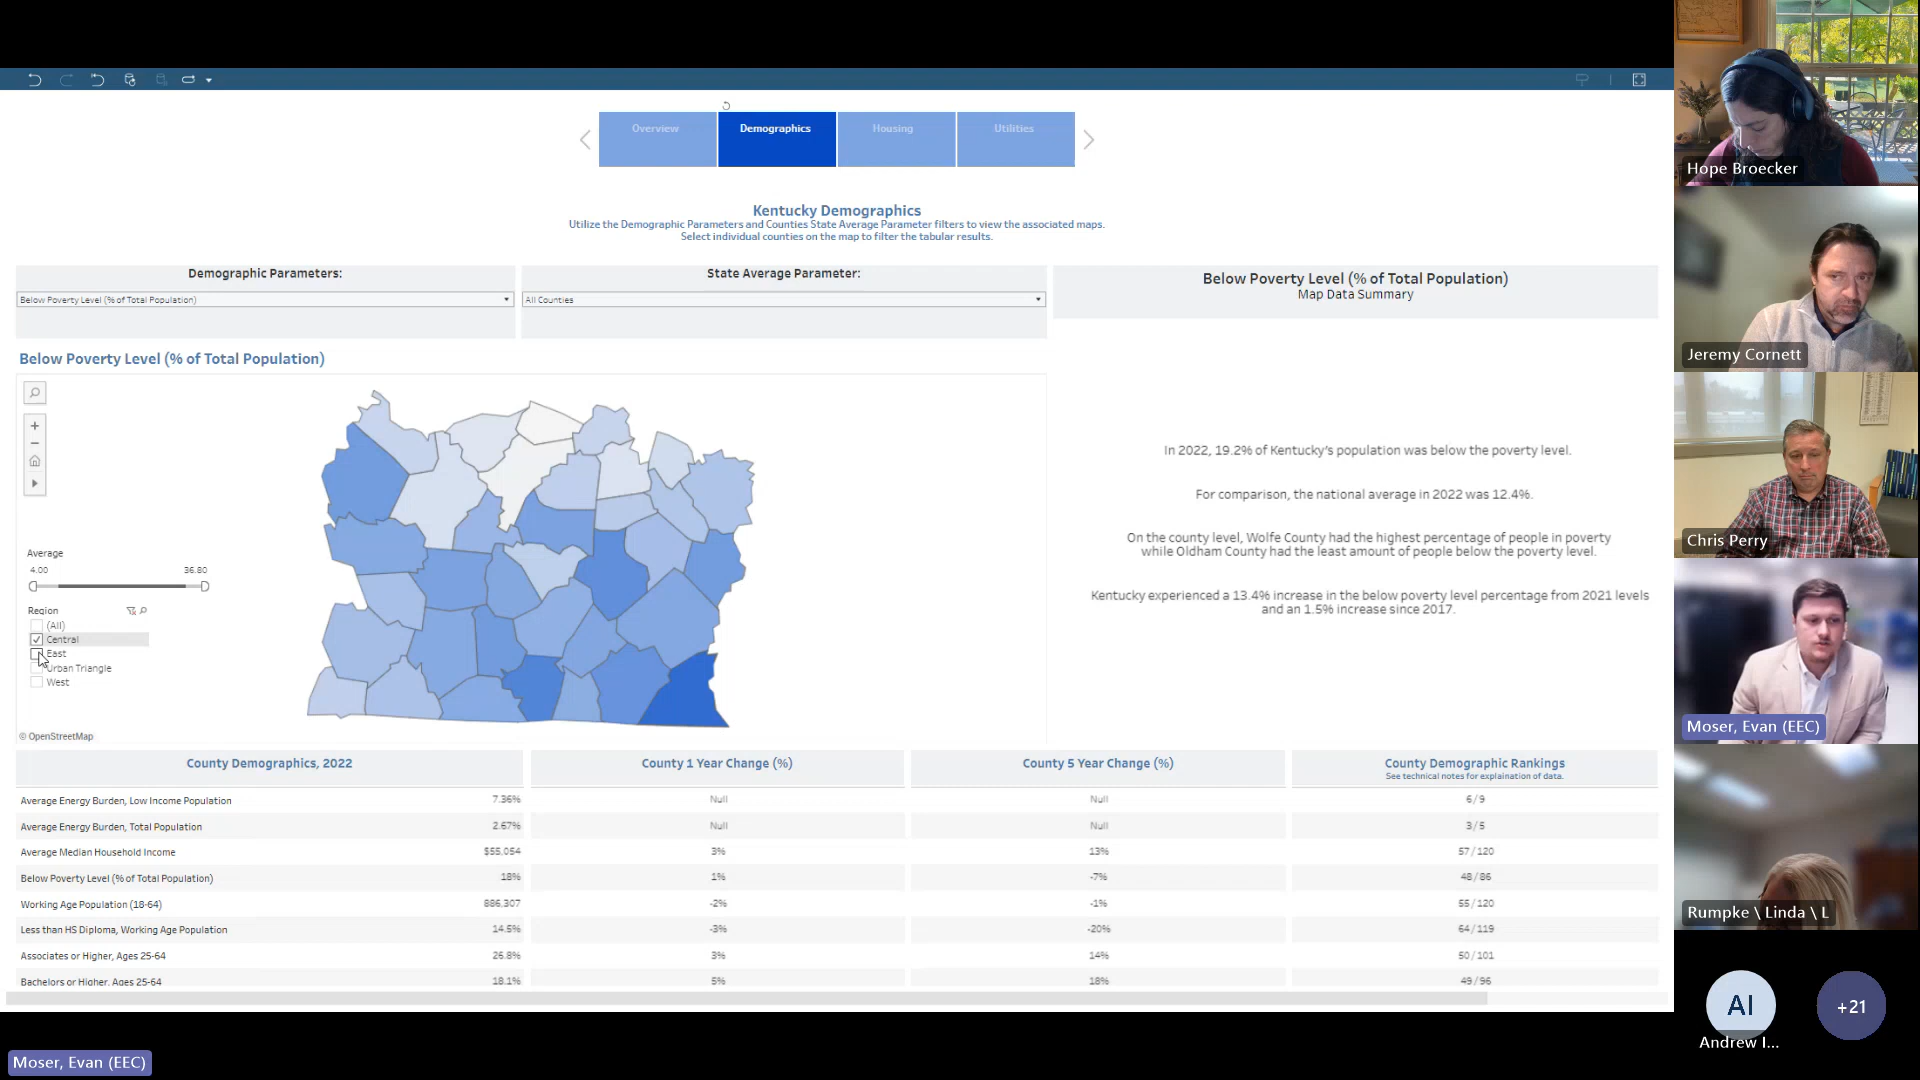 Overview
Demographics
Housing
Utilities
Kentucky Demographics
Utilize the Demographic Parameters and Counties State Average Parameter filters to view the associated maps.
Select individual counties on the map to filter the tabular results.
Demographic Parameters:
Below Poverty Level (% of Total Population)
State Average Parameter:
All Counties
Below Poverty Level (% of Total Population)
Map Data Summary
Below Poverty Level (% of Total Population)
In 2022, 19.2% of Kentucky's population was below the poverty level.
For comparison, the national average in 2022 was 12.4%.
On the county level, Wolfe County had the highest percentage of people in poverty
while Oldham County had the least amount of people below the poverty level.
Kentucky experienced a 13.4% increase in the below poverty level percentage from 2021 levels
and an 1.5% increase since 2017.
Average
4.00 36.80
Region
(All)
Central
East
Urban Triangle
West
© OpenStreetMap
County Demographics, 2022
County 1 Year Change (%)
County 5 Year Change (%)
County Demographic Rankings
See technical notes for explaination of data.
Average Energy Burden, Low Income Population 7.36% Null Null 6/9
Average Energy Burden, Total Population 2.67% Null Null 3/5
Average Median Household Income $55,054 3% 13% 57/120
Below Poverty Level (% of Total Population) 18% 1% -7% 48/86
Working Age Population (18-64) 886,307 -2% -1% 55/120
Less than HS Diploma, Working Age Population 14.5% -3% -20% 64/119
Associates or Higher, Ages 25-64 26.8% 3% 14% 50/101
Bachelors or Higher, Ages 25-64 18.1% 5% 18% 49/96
Hope Broecker
Jeremy Cornett
Chris Perry
Moser, Evan (EEC)
Rumpke \ Linda \ L
AI
Andrew I...
+21
Moser, Evan (EEC)